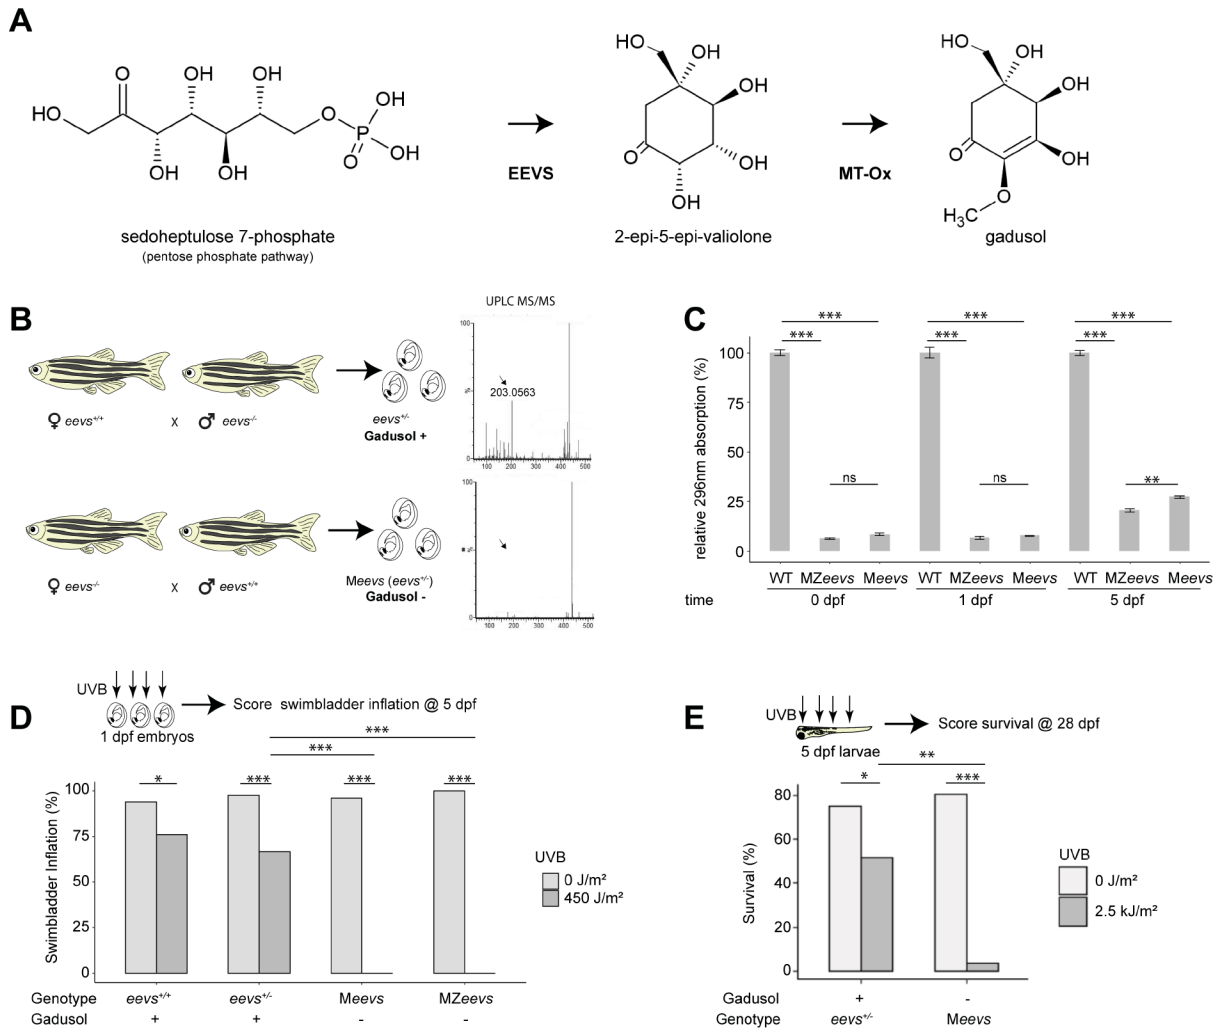 A
HO
O
OH
OH
OH
OH
O
P
OH
OH
O
sedoheptulose 7-phosphate
(pentose phosphate pathway)
EEVS
HO
OH
OH
OH
OH
O
2-epi-5-epi-valiolone
MT-Ox
HO
OH
OH
OH
O
O
H₃C
gadusol
B
UPLC MS/MS
♀ eevs+/+ X ♂ eevs-/-
eevs+/-
Gadusol +
100
%
0
203.0563
100 200 300 400 500
♀ eevs-/- X ♂ eevs+/+
Meevs (eevs+/-)
Gadusol -
100
0
100 200 300 400 500
C
relative 296nm absorption (%)
100
75
50
25
0
*** *** ***
*** *** ***
ns ns **
WT MZeevs Meevs WT MZeevs Meevs WT MZeevs Meevs
time 0 dpf 1 dpf 5 dpf
D
UVB
1 dpf embryos
Score swimbladder inflation @ 5 dpf
***
***
* *** *** ***
Swimbladder Inflation (%)
100
75
50
25
0
UVB
0 J/m²
450 J/m²
Genotype eevs+/+ eevs+/- Meevs MZeevs
Gadusol + + - -
E
UVB
5 dpf larvae
Score survival @ 28 dpf
**
* ***
Survival (%)
80
60
40
20
0
UVB
0 J/m²
2.5 kJ/m²
Gadusol + -
Genotype eevs+/- Meevs